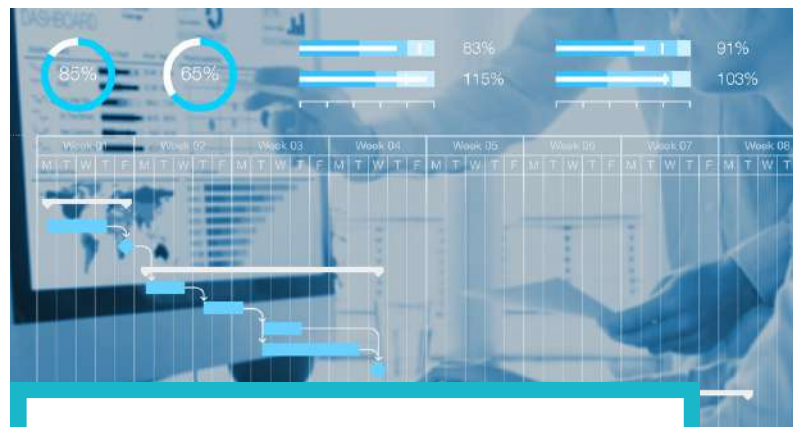 DASHBOARD
85% 65% 83% 91%
115% 103%
Week 01 Week 02 Week 03 Week 04 Week 05 Week 06 Week 07 Week 08
M T W T F M T W T F M T W T F M T W T F M T W T F M T W T F M T W T F M T W T